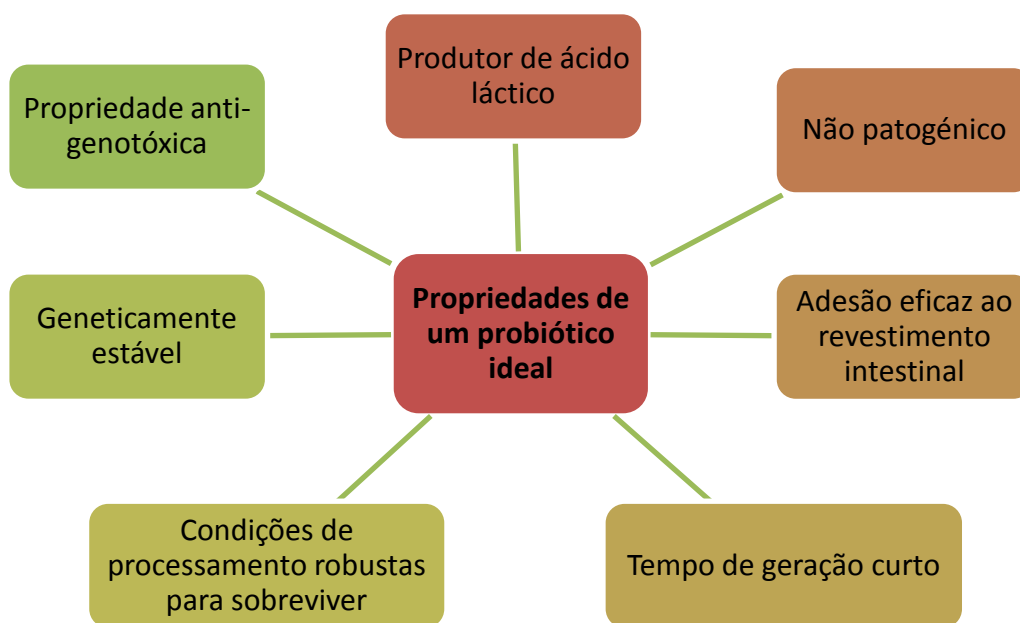 Produtor de ácido
láctico
Propriedade anti-
genotóxica
Não patogénico
Propriedades de
um probiótico
ideal
Geneticamente
estável
Adesão eficaz ao
revestimento
intestinal
Condições de
processamento robustas
para sobreviver
Tempo de geração curto